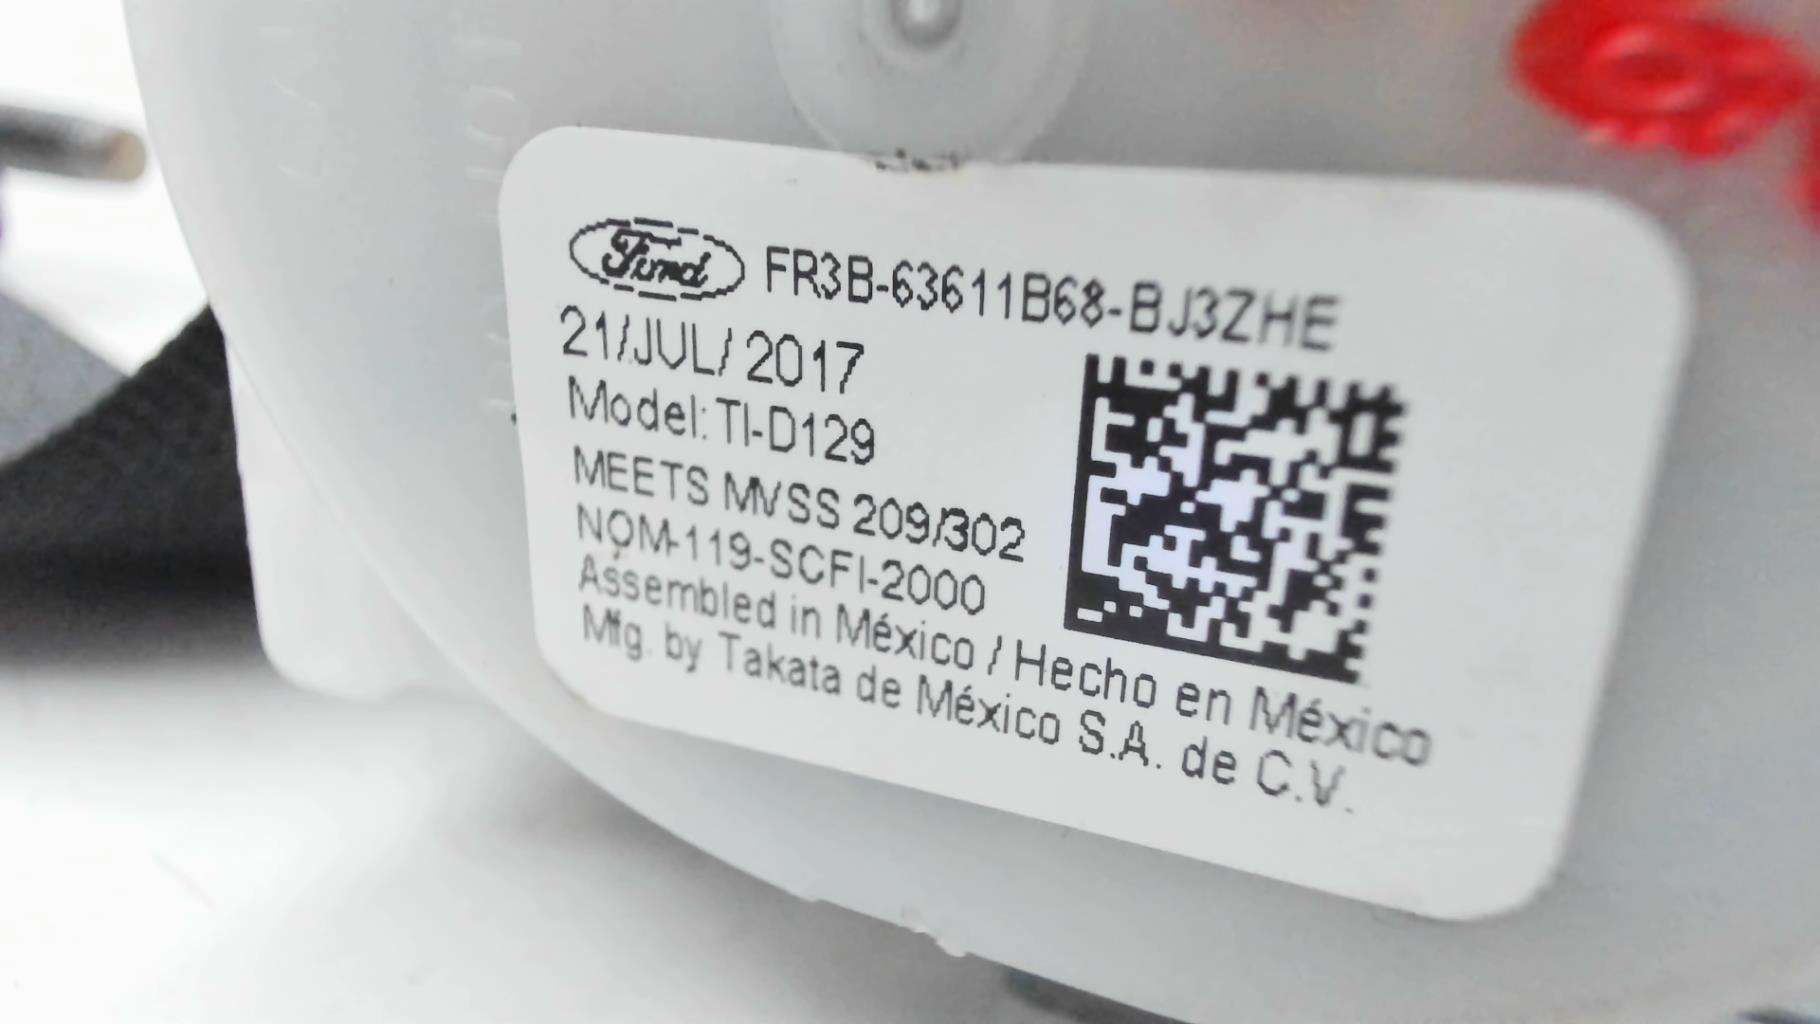 Ford FR3B-63611B68-BJ3ZHE
21/JUL/2017
Model: TI-D129
MEETS MVSS 209/302
NOM-119-SCFI-2000
Assembled in México / Hecho en México
Mfg. by Takata de México S.A. de C.V.